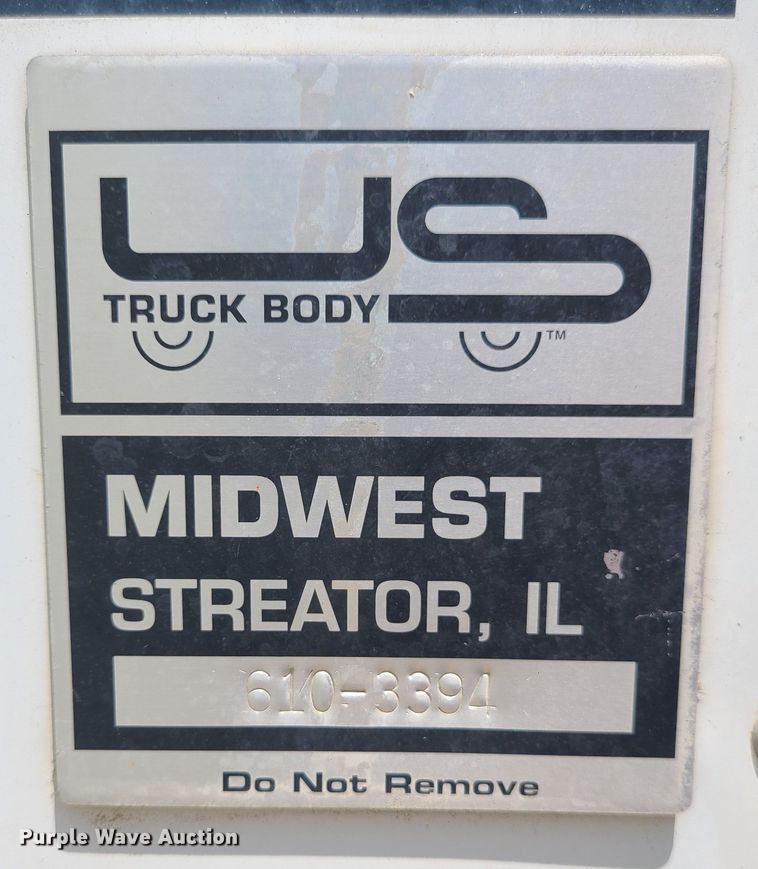 US
TRUCK BODY
TM
MIDWEST
STREATOR, IL
610-3394
Do Not Remove
Purple Wave Auction